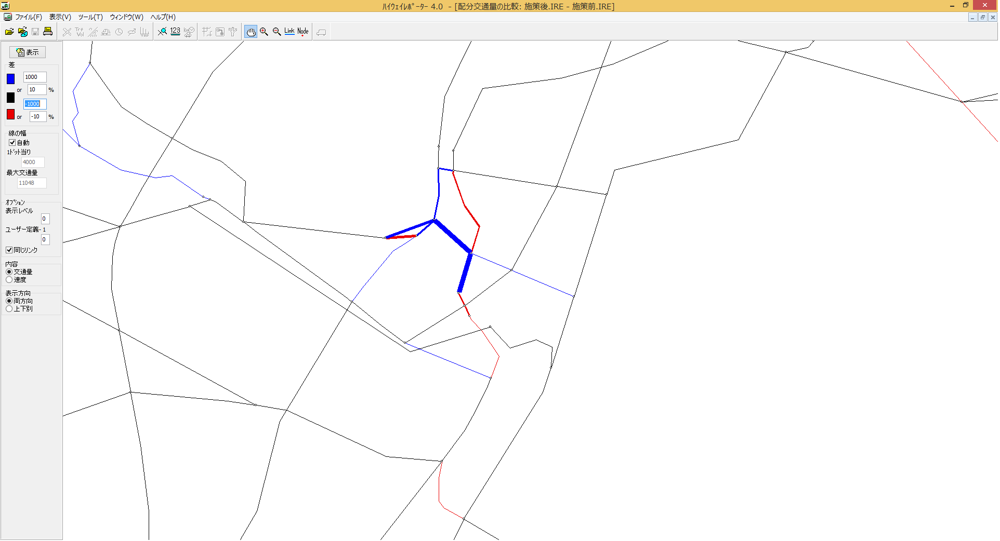 ﾊｲｳｪｲﾚﾎﾟｰﾀｰ 4.0 - [配分交通量の比較: 施策後.IRE - 施策前.IRE]
ファイル(F) 表示(V) ツール(T) ウィンドウ(W) ヘルプ(H)
Trf Vol 123 Km Link Node
表示
差
1000
or 10 %
-1000
or -10 %
線の幅
自動
1ﾄﾞｯﾄ当り
4000
最大交通量
11048
ｵﾌﾟｼｮﾝ
表示レベル
0
ユーザー定義- 1
0
同じリンク
内容
交通量
速度
表示方向
両方向
上下別